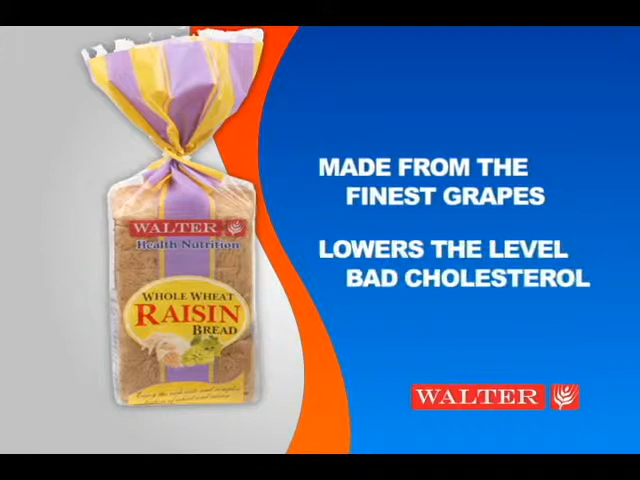 WALTER
Health Nutrition
WHOLE WHEAT
RAISIN
BREAD
MADE FROM THE
FINEST GRAPES
LOWERS THE LEVEL
BAD CHOLESTEROL
WALTER